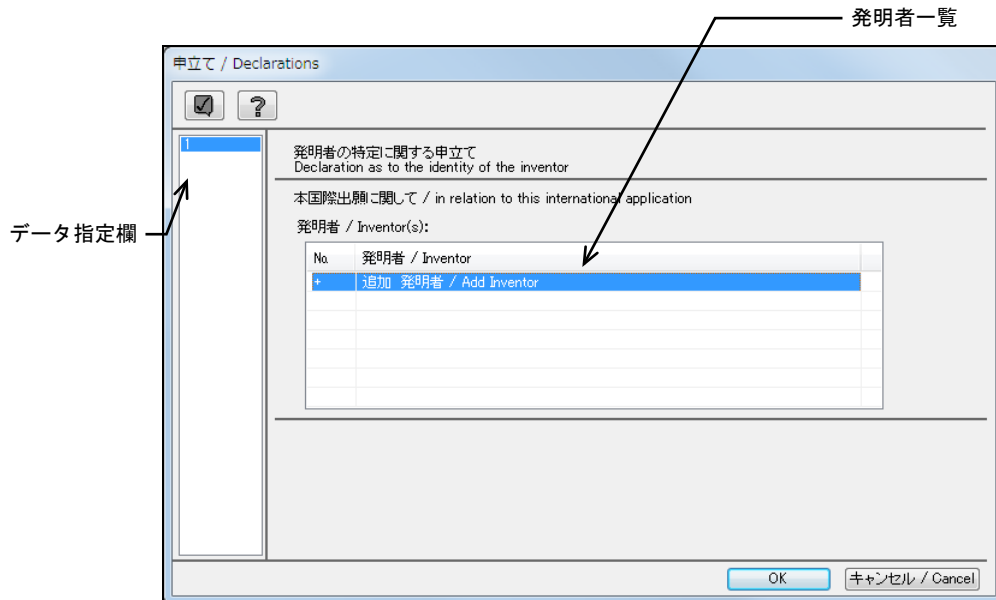 発明者一覧
申立て / Declarations
1
発明者の特定に関する申立て
Declaration as to the identity of the inventor
本国際出願に関して / in relation to this international application
データ指定欄
発明者 / Inventor(s):
No. 発明者 / Inventor
+ 追加 発明者 / Add Inventor
OK キャンセル / Cancel